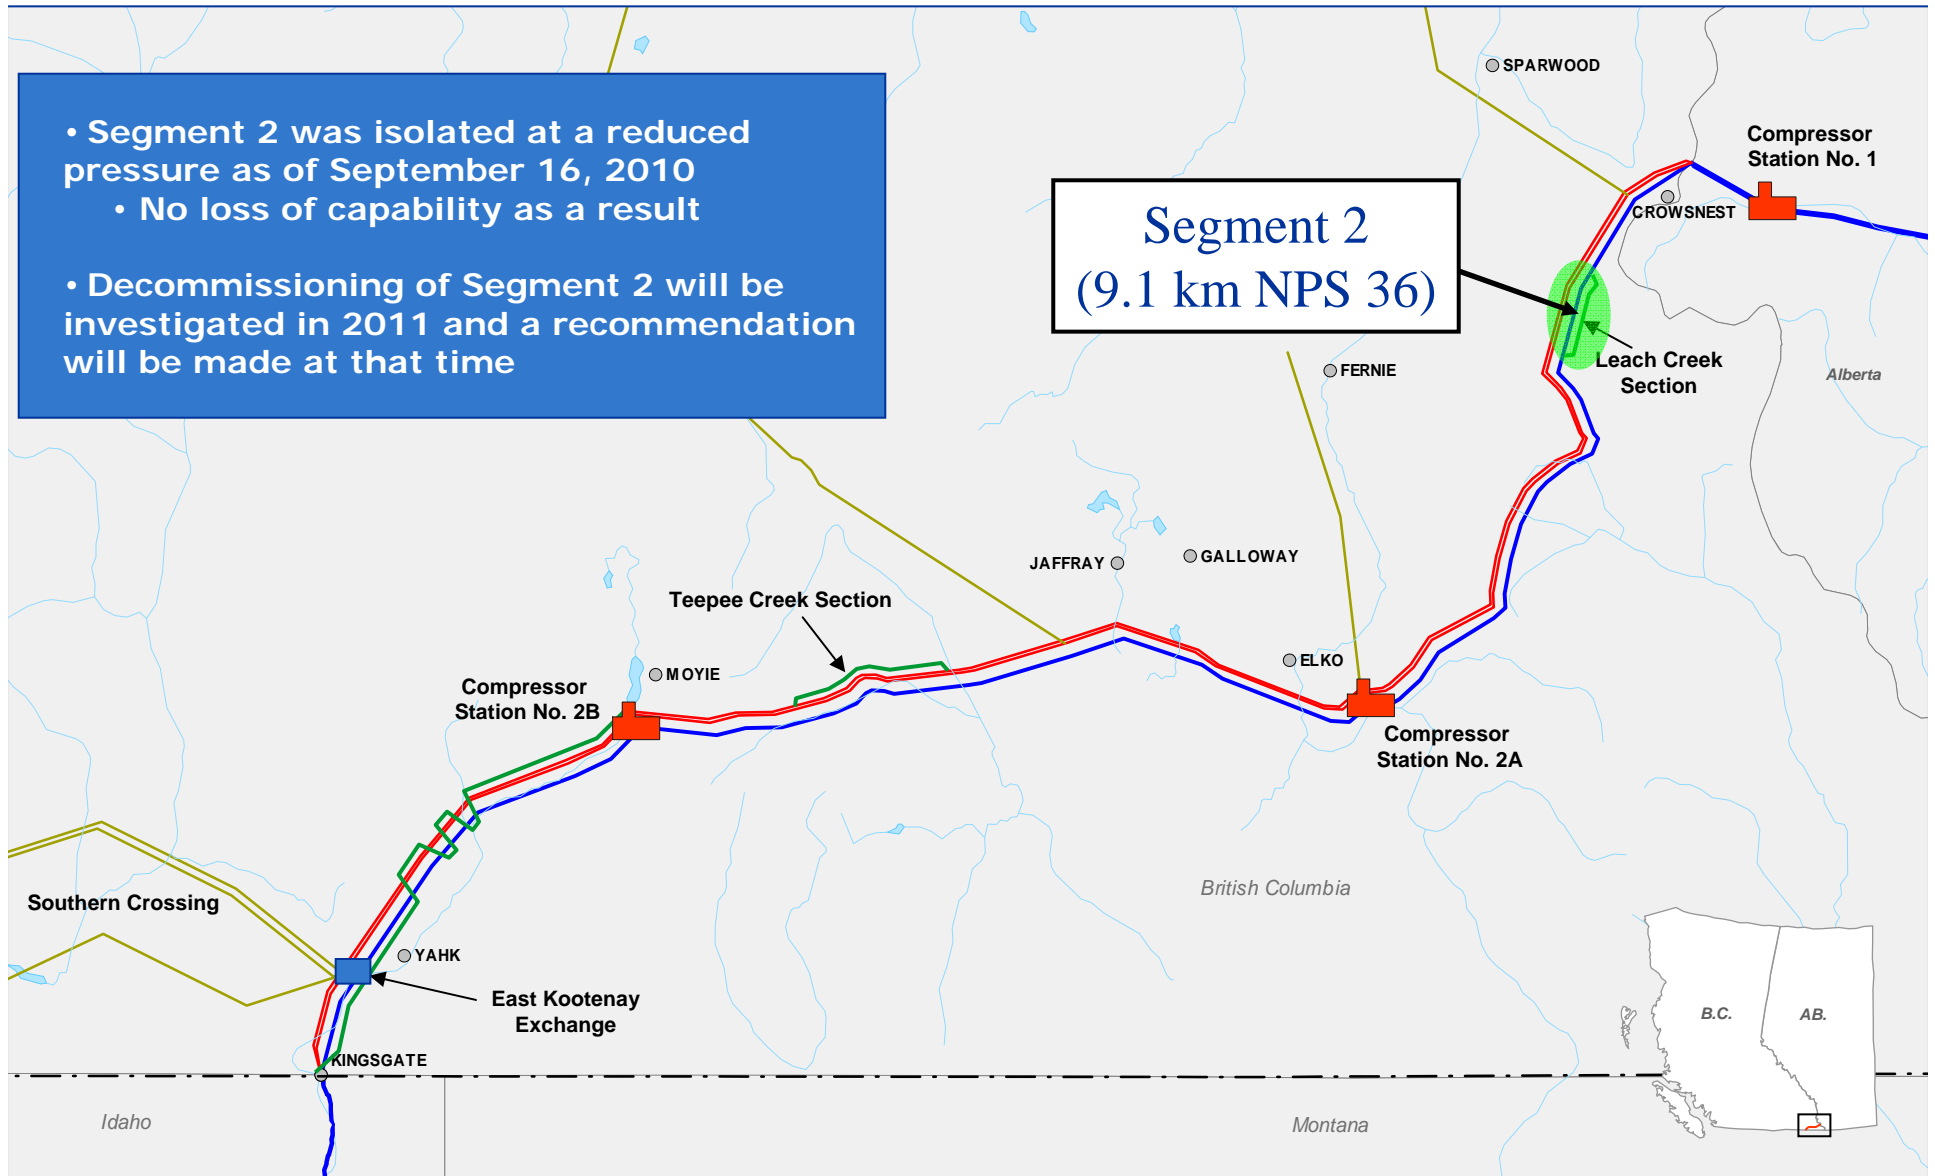 • Segment 2 was isolated at a reduced
pressure as of September 16, 2010
• No loss of capability as a result
• Decommissioning of Segment 2 will be
investigated in 2011 and a recommendation
will be made at that time
SPARWOOD
Compressor
Station No. 1
CROWSNEST
Segment 2
(9.1 km NPS 36)
Leach Creek
Section
Alberta
FERNIE
JAFFRAY
GALLOWAY
Teepee Creek Section
ELKO
MOYIE
Compressor
Station No. 2B
Compressor
Station No. 2A
British Columbia
Southern Crossing
YAHK
East Kootenay
Exchange
KINGSGATE
B.C.
AB.
Idaho
Montana